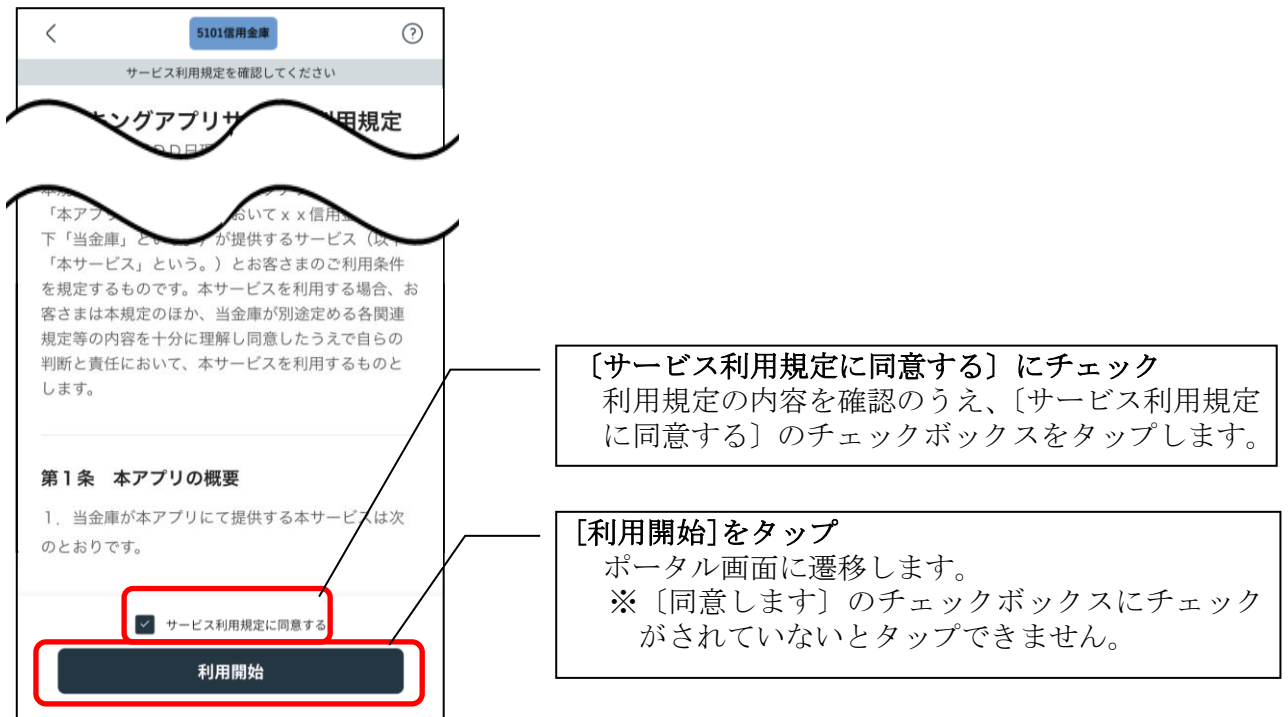 5101信用金庫
?
サービス利用規定を確認してください
ングアプリサ 用規定
「本アプ おいてｘｘ信用
下「当金庫」と が提供するサービス（以
「本サービス」という。）とお客さまのご利用条件
を規定するものです。本サービスを利用する場合、お
客さまは本規定のほか、当金庫が別途定める各関連
規定等の内容を十分に理解し同意したうえで自らの
判断と責任において、本サービスを利用するものと
します。
第１条　本アプリの概要
１．当金庫が本アプリにて提供する本サービスは次
のとおりです。
サービス利用規定に同意する
利用開始
〔サービス利用規定に同意する〕にチェック
利用規定の内容を確認のうえ、〔サービス利用規定
に同意する〕のチェックボックスをタップします。
[利用開始]をタップ
ポータル画面に遷移します。
※〔同意します〕のチェックボックスにチェック
がされていないとタップできません。